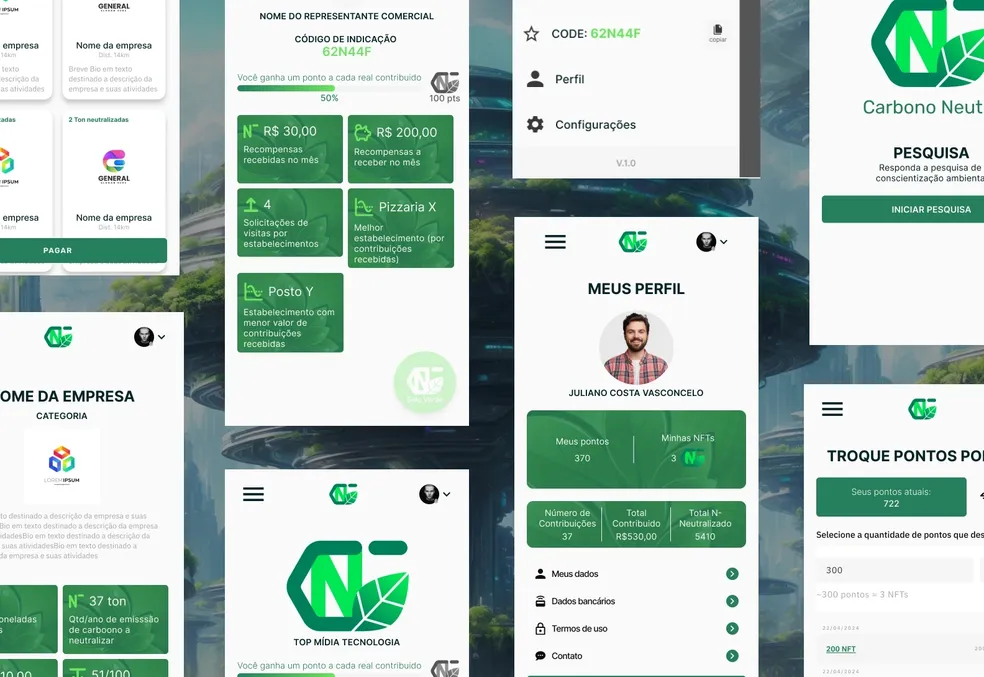 GENERAL
empresa
14km
texto
descrição da
atividades
Nome da empresa
Dist. 14km
Breve Bio em texto
destinado a descrição da
empresa e suas atividades
2 Ton neutralizadas
GENERAL
empresa
14km
Nome da empresa
Dist. 14km
PAGAR
NOME DO REPRESENTANTE COMERCIAL
CÓDIGO DE INDICAÇÃO
62N44F
Você ganha um ponto a cada real contribuido
50%
100 pts
R$ 30,00
Recompensas
recebidas no mês
R$ 200,00
Recompensas a
receber no mês
4
Solicitações de
visitas por
estabelecimentos
Pizzaria X
Melhor
estabelecimento (por
contribuições
recebidas)
Posto Y
Estabelecimento com
menor valor de
contribuições
recebidas
CODE: 62N44F
copiar
Perfil
Configurações
V.1.0
Carbono Neut
PESQUISA
Responda a pesquisa de
conscientização ambienta
INICIAR PESQUISA
OME DA EMPRESA
CATEGORIA
LOREMIPSUM
to destinado a descrição da empresa e suas
Bio em texto destinado a descrição da empresa
idadesBio em texto destinado a descrição da
suas atividadesBio em texto destinado a
da empresa e suas atividades
oneladas
s
37 ton
Qtd/ano de emisssão
de carboono a
neutralizar
10,00
51/100
TOP MÍDIA TECNOLOGIA
Você ganha um ponto a cada real contribuido
MEUS PERFIL
JULIANO COSTA VASCONCELO
Meus pontos
370
Minhas NFTs
3
Número de
Contribuições
37
Total
Contribuido
R$530,00
Total N-
Neutralizado
5410
Meus dados
Dados bancários
Termos de uso
Contato
TROQUE PONTOS PO
Seus pontos atuais:
722
Selecione a quantidade de pontos que des
300
~300 pontos = 3 NFTs
23/04/2024
200 NFT
200
23/04/2024